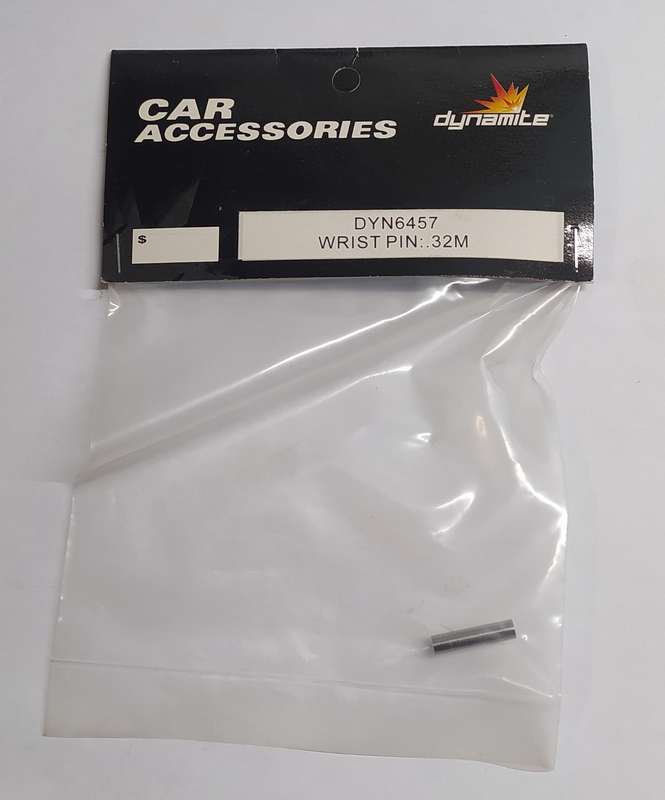 CAR
ACCESSORIES
dynamite
$
DYN6457
WRIST PIN:.32M